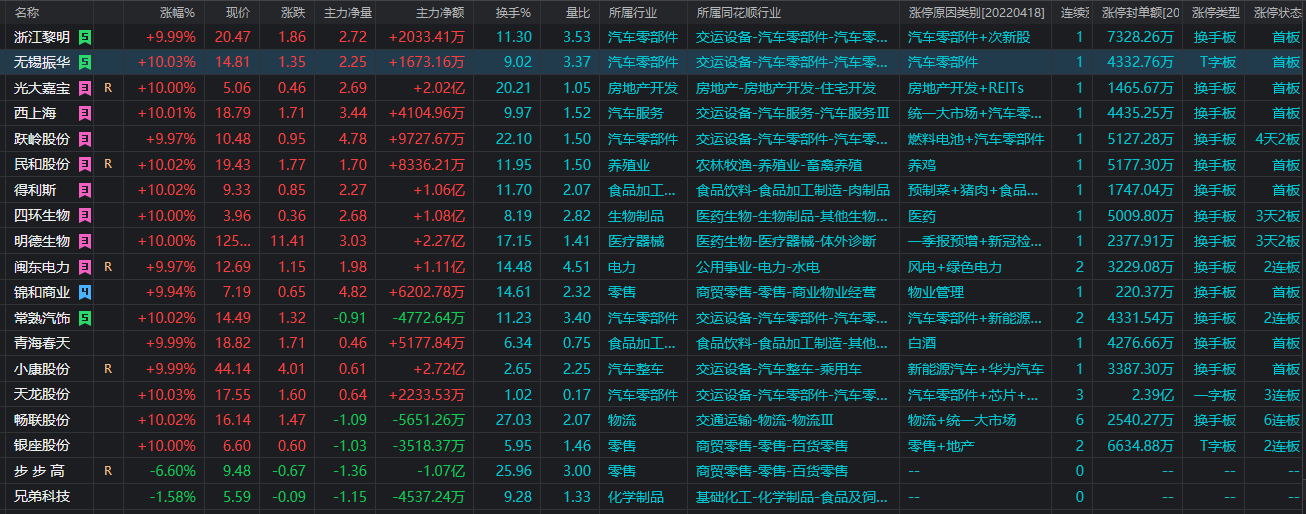 名称 涨幅% 现价 涨跌 主力净量 主力净额 换手% 量比 所属行业 所属同花顺行业 涨停原因类别[20220418] 连续 涨停封单额[20 涨停类型 涨停状态
浙江黎明 5 +9.99% 20.47 1.86 2.72 +2033.41万 11.30 3.53 汽车零部件 交运设备-汽车零部件-汽车零... 汽车零部件+次新股 1 7328.26万 换手板 首板
无锡振华 5 +10.03% 14.81 1.35 2.25 +1673.16万 9.02 3.37 汽车零部件 交运设备-汽车零部件-汽车零... 汽车零部件 1 4332.76万 T字板 首板
光大嘉宝 3 R +10.00% 5.06 0.46 2.69 +2.02亿 20.21 1.05 房地产开发 房地产-房地产开发-住宅开发 房地产开发+REITs 1 1465.67万 换手板 首板
西上海 3 +10.01% 18.79 1.71 3.44 +4104.96万 9.97 1.52 汽车服务 交运设备-汽车服务-汽车服务Ⅲ 统一大市场+汽车零... 1 4435.25万 换手板 首板
跃岭股份 3 +9.97% 10.48 0.95 4.78 +9727.67万 22.10 1.50 汽车零部件 交运设备-汽车零部件-汽车零... 燃料电池+汽车零部件 1 5127.28万 换手板 4天2板
民和股份 3 R +10.02% 19.43 1.77 1.70 +8336.21万 11.95 1.50 养殖业 农林牧渔-养殖业-畜禽养殖 养鸡 1 5177.30万 换手板 首板
得利斯 3 +10.02% 9.33 0.85 2.27 +1.06亿 11.70 2.07 食品加工... 食品饮料-食品加工制造-肉制品 预制菜+猪肉+食品... 1 1747.04万 换手板 首板
四环生物 3 +10.00% 3.96 0.36 2.68 +1.08亿 8.19 2.82 生物制品 医药生物-生物制品-其他生物... 医药 1 5009.80万 换手板 3天2板
明德生物 3 +10.00% 125... 11.41 3.03 +2.27亿 17.15 1.41 医疗器械 医药生物-医疗器械-体外诊断 一季报预增+新冠检... 1 2377.91万 换手板 3天2板
闽东电力 3 R +9.97% 12.69 1.15 1.98 +1.11亿 14.48 4.51 电力 公用事业-电力-水电 风电+绿色电力 2 3229.08万 换手板 2连板
锦和商业 4 +9.94% 7.19 0.65 4.82 +6202.78万 14.61 2.32 零售 商贸零售-零售-商业物业经营 物业管理 1 220.37万 换手板 首板
常熟汽饰 5 +10.02% 14.49 1.32 -0.91 -4772.64万 11.23 3.40 汽车零部件 交运设备-汽车零部件-汽车零... 汽车零部件+新能源... 2 4331.54万 换手板 2连板
青海春天 +9.99% 18.82 1.71 0.46 +5177.84万 6.34 0.75 食品加工... 食品饮料-食品加工制造-其他... 白酒 1 4276.66万 换手板 首板
小康股份 R +9.99% 44.14 4.01 0.61 +2.72亿 2.65 2.25 汽车整车 交运设备-汽车整车-乘用车 新能源汽车+华为汽车 1 3387.30万 换手板 首板
天龙股份 +10.03% 17.55 1.60 0.64 +2233.53万 1.02 0.17 汽车零部件 交运设备-汽车零部件-汽车零... 汽车零部件+芯片+... 3 2.39亿 一字板 3连板
畅联股份 +10.02% 16.14 1.47 -1.09 -5651.26万 27.03 2.07 物流 交通运输-物流-物流Ⅲ 物流+统一大市场 6 2540.27万 换手板 6连板
银座股份 +10.00% 6.60 0.60 -1.03 -3518.37万 5.95 1.46 零售 商贸零售-零售-百货零售 零售+地产 2 6634.88万 T字板 2连板
步步高 R -6.60% 9.48 -0.67 -1.36 -1.07亿 25.96 3.00 零售 商贸零售-零售-百货零售 -- 0 -- -- --
兄弟科技 -1.58% 5.59 -0.09 -1.15 -4537.24万 9.28 1.33 化学制品 基础化工-化学制品-食品及饲... -- 0 -- -- --